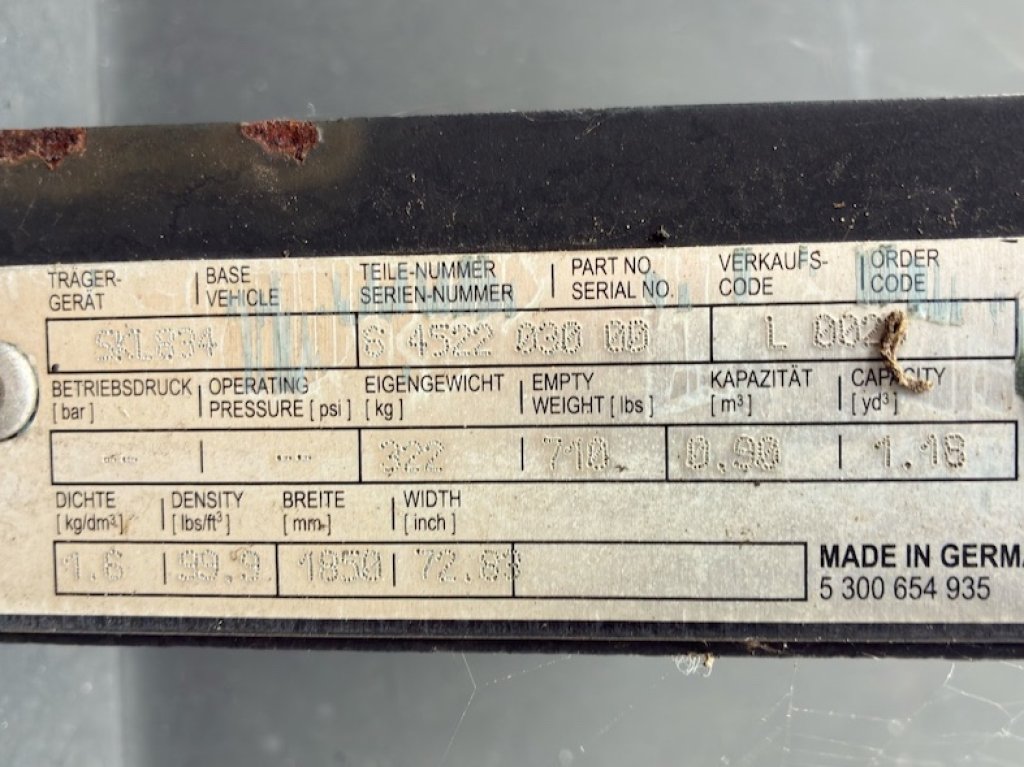 TRÄGER- | BASE TEILE-NUMMER | PART NO. VERKAUFS- | ORDER
GERÄT VEHICLE SERIEN-NUMMER SERIAL NO. CODE CODE
SKL834 S 4522 030 00 L
BETRIEBSDRUCK | OPERATING EIGENGEWICHT | EMPTY KAPAZITÄT | CAPACITY
[ bar ] PRESSURE [ psi ] [ kg ] WEIGHT [ lbs ] [ m³ ] [ yd³ ]
-- | -- 322 | 710 0.90 | 1.18
DICHTE | DENSITY BREITE | WIDTH
[ kg/dm³ ] [ lbs/ft³ ] [ mm ] [ inch ]
1.6 | 99.9 1850 | 72.83
MADE IN
5 300 654 935